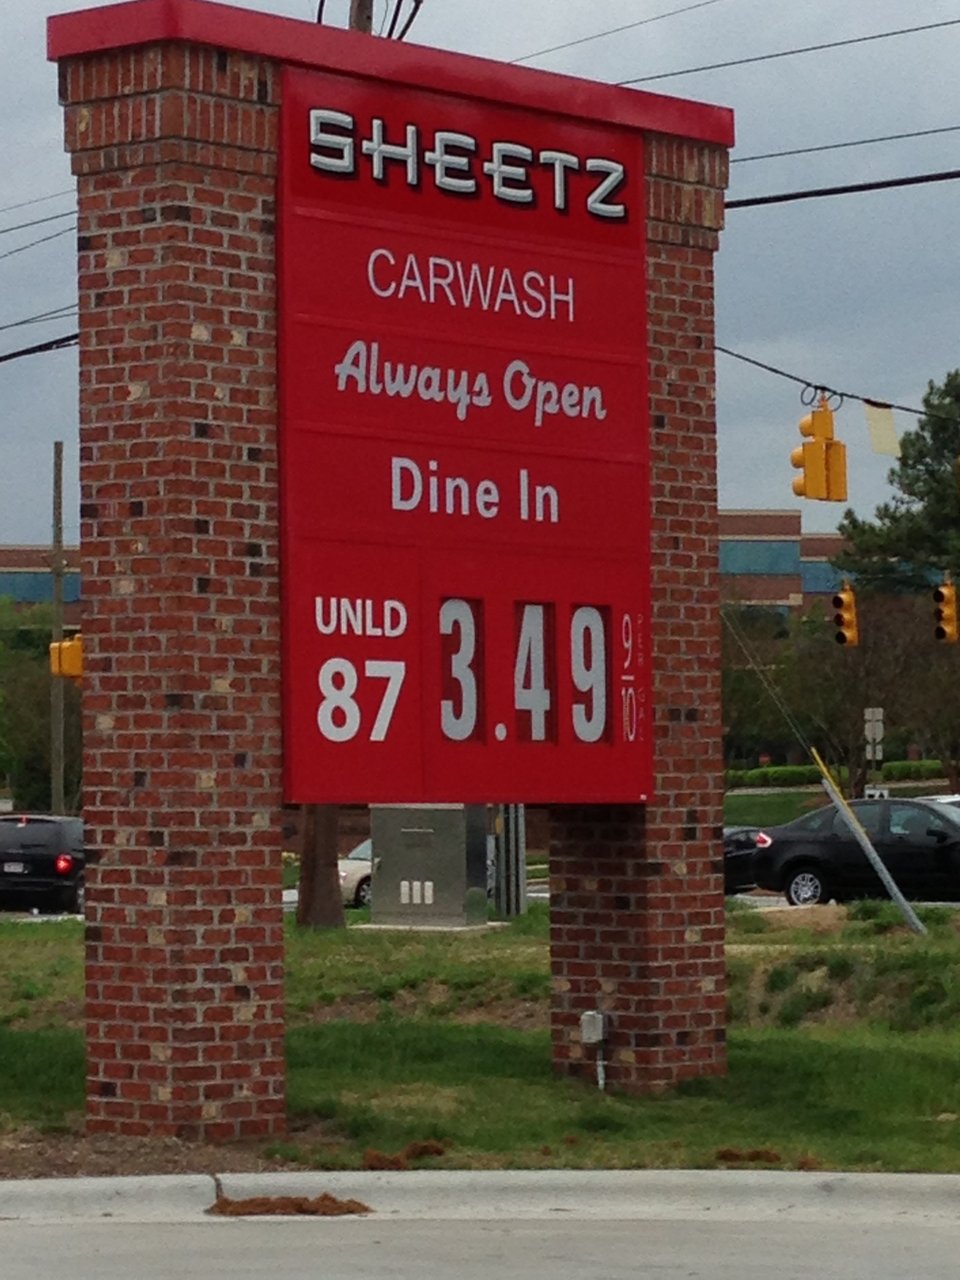 SHEETZ
CARWASH
Always Open
Dine In
UNLD
87 3.49 9/10